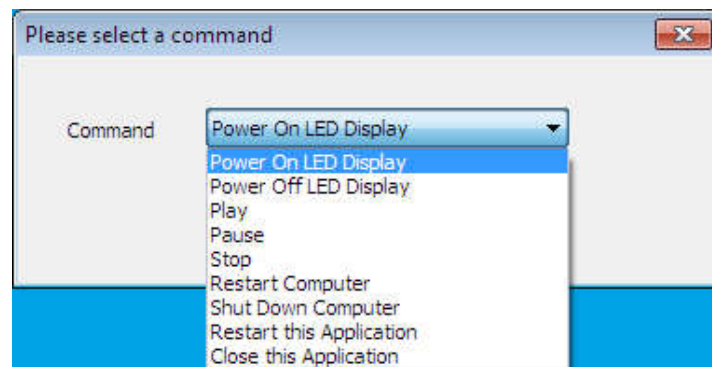 Please select a command
Command
Power On LED Display
Power On LED Display
Power Off LED Display
Play
Pause
Stop
Restart Computer
Shut Down Computer
Restart this Application
Close this Application